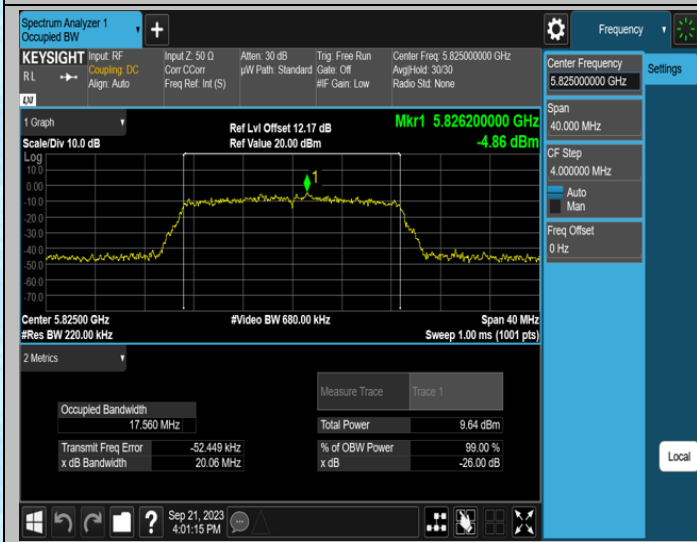 Spectrum Analyzer 1
Occupied BW
Frequency
KEYSIGHT
RL
Input: RF
Coupling: DC
Align: Auto
Input Z: 50 Ω
Corr CCorr
Freq Ref: Int (S)
Atten: 30 dB
µW Path: Standard
Trig: Free Run
Gate: Off
#IF Gain: Low
Center Freq: 5.825000000 GHz
Avg|Hold: 30/30
Radio Std: None
Center Frequency
5.825000000 GHz
Settings
Span
40.000 MHz
CF Step
4.000000 MHz
Auto
Man
Freq Offset
0 Hz
Local
1 Graph
Scale/Div 10.0 dB
Ref Lvl Offset 12.17 dB
Ref Value 20.00 dBm
Mkr1 5.826200000 GHz
-4.86 dBm
Log
10.0
0.00
-10.0
-20.0
-30.0
-40.0
-50.0
-60.0
-70.0
1
Center 5.82500 GHz
#Res BW 220.00 kHz
#Video BW 680.00 kHz
Span 40 MHz
Sweep 1.00 ms (1001 pts)
2 Metrics
Measure Trace
Trace 1
Occupied Bandwidth
17.560 MHz
Total Power
9.64 dBm
Transmit Freq Error
-52.449 kHz
% of OBW Power
99.00 %
x dB Bandwidth
20.06 MHz
x dB
-26.00 dB
?
Sep 21, 2023
4:01:15 PM